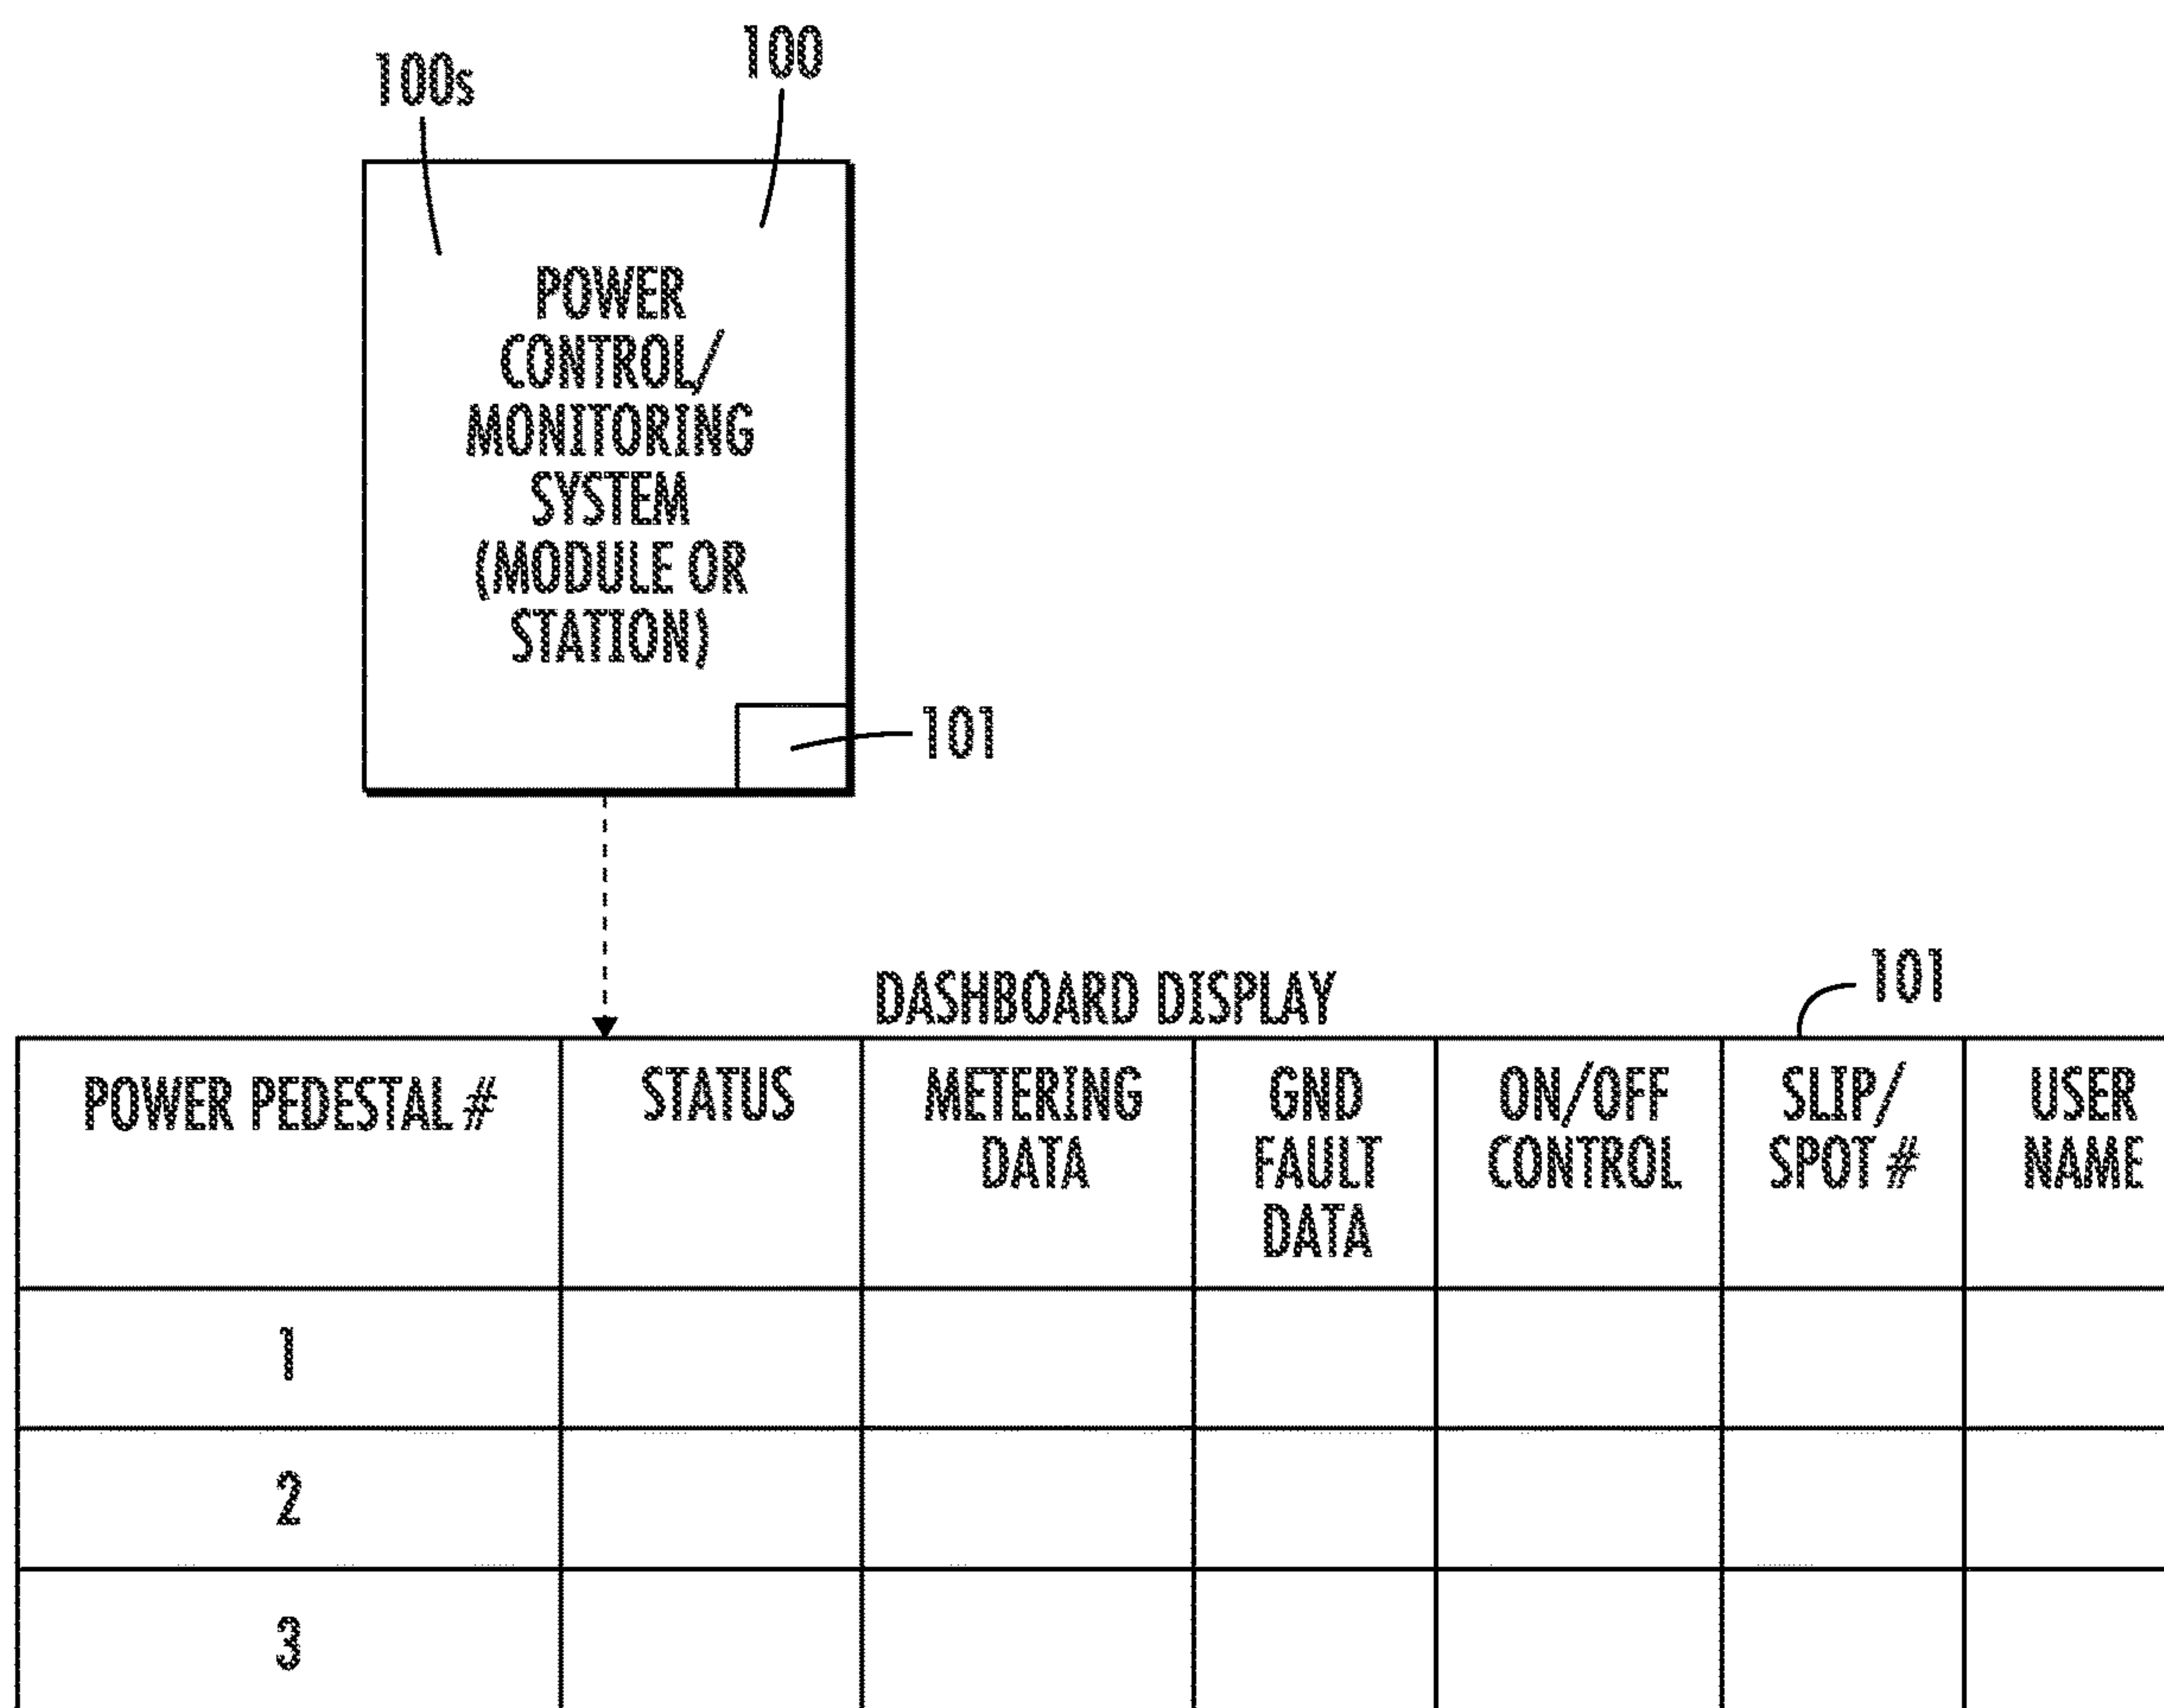 100s
100
POWER
CONTROL/
MONITORING
SYSTEM
(MODULE OR
STATION)
101
DASHBOARD DISPLAY
101
POWER PEDESTAL #
STATUS
METERING
DATA
GND
FAULT
DATA
ON/OFF
CONTROL
SLIP/
SPOT #
USER
NAME
1
2
3